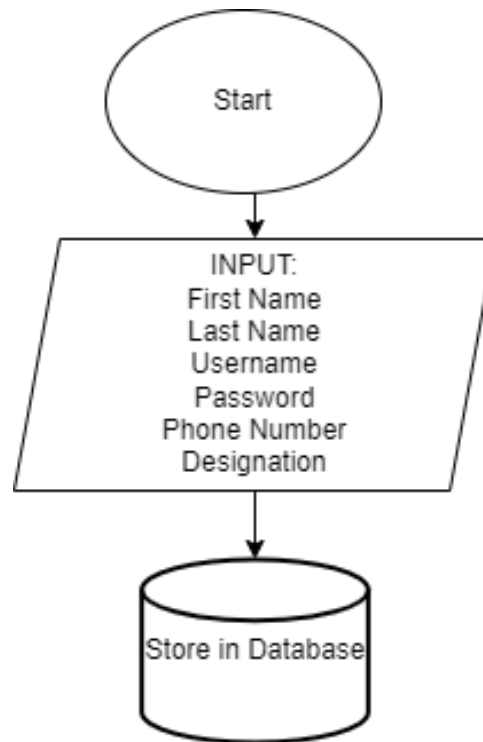 Start
INPUT:
First Name
Last Name
Username
Password
Phone Number
Designation
Store in Database